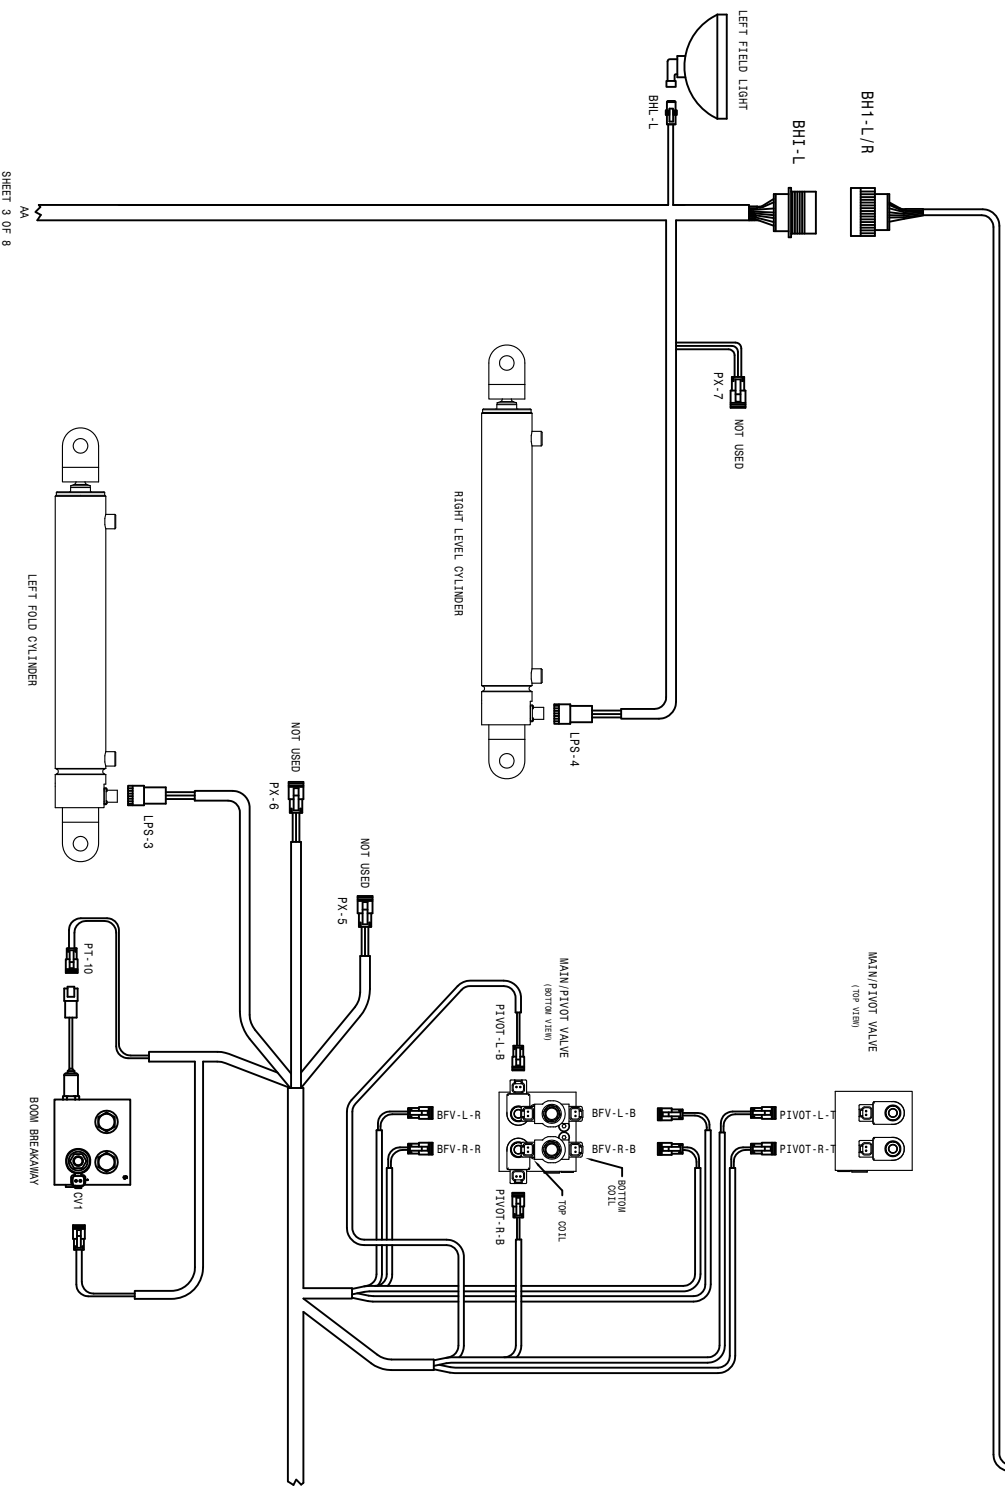 LEFT FIELD LIGHT
BHL-L
BHI-L
BH1-L/R
AA
SHEET 3 OF 8
PX-7
NOT USED
RIGHT LEVEL CYLINDER
LPS-4
LEFT FOLD CYLINDER
LPS-3
NOT USED
PX-6
NOT USED
PX-5
PT-10
BOOM BREAKAWAY
CV1
MAIN/PIVOT VALVE
(BOTTOM VIEW)
PIVOT-L-B
BFV-L-R
BFV-R-R
BFV-L-B
BFV-R-B
BOTTOM
COIL
TOP COIL
PIVOT-R-B
MAIN/PIVOT VALVE
(TOP VIEW)
PIVOT-L-T
PIVOT-R-T